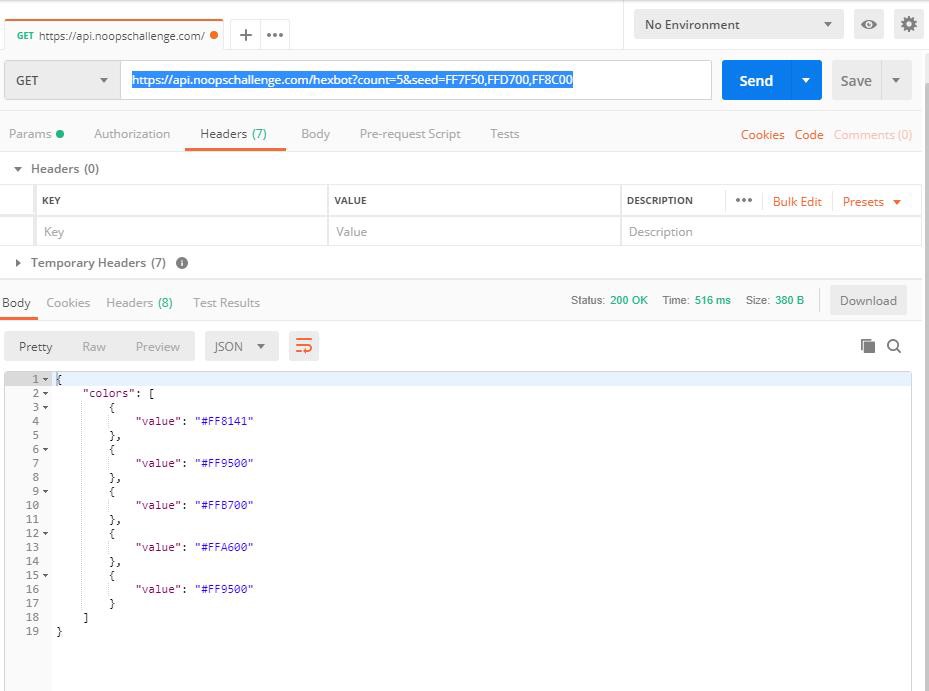 GET https://api.noopschallenge.com/
No Environment
GET https://api.noopschallenge.com/hexbot?count=5&seed=FF7F50,FFD700,FF8C00 Send Save
Params Authorization Headers (7) Body Pre-request Script Tests Cookies Code Comments (0)
Headers (0)
KEY VALUE DESCRIPTION Bulk Edit Presets
Key Value Description
Temporary Headers (7)
Body Cookies Headers (8) Test Results Status: 200 OK Time: 516 ms Size: 380 B Download
Pretty Raw Preview JSON
1 {
2 "colors": [
3 {
4 "value": "#FF8141"
5 },
6 {
7 "value": "#FF9500"
8 },
9 {
10 "value": "#FFB700"
11 },
12 {
13 "value": "#FFA600"
14 },
15 {
16 "value": "#FF9500"
17 }
18 ]
19 }